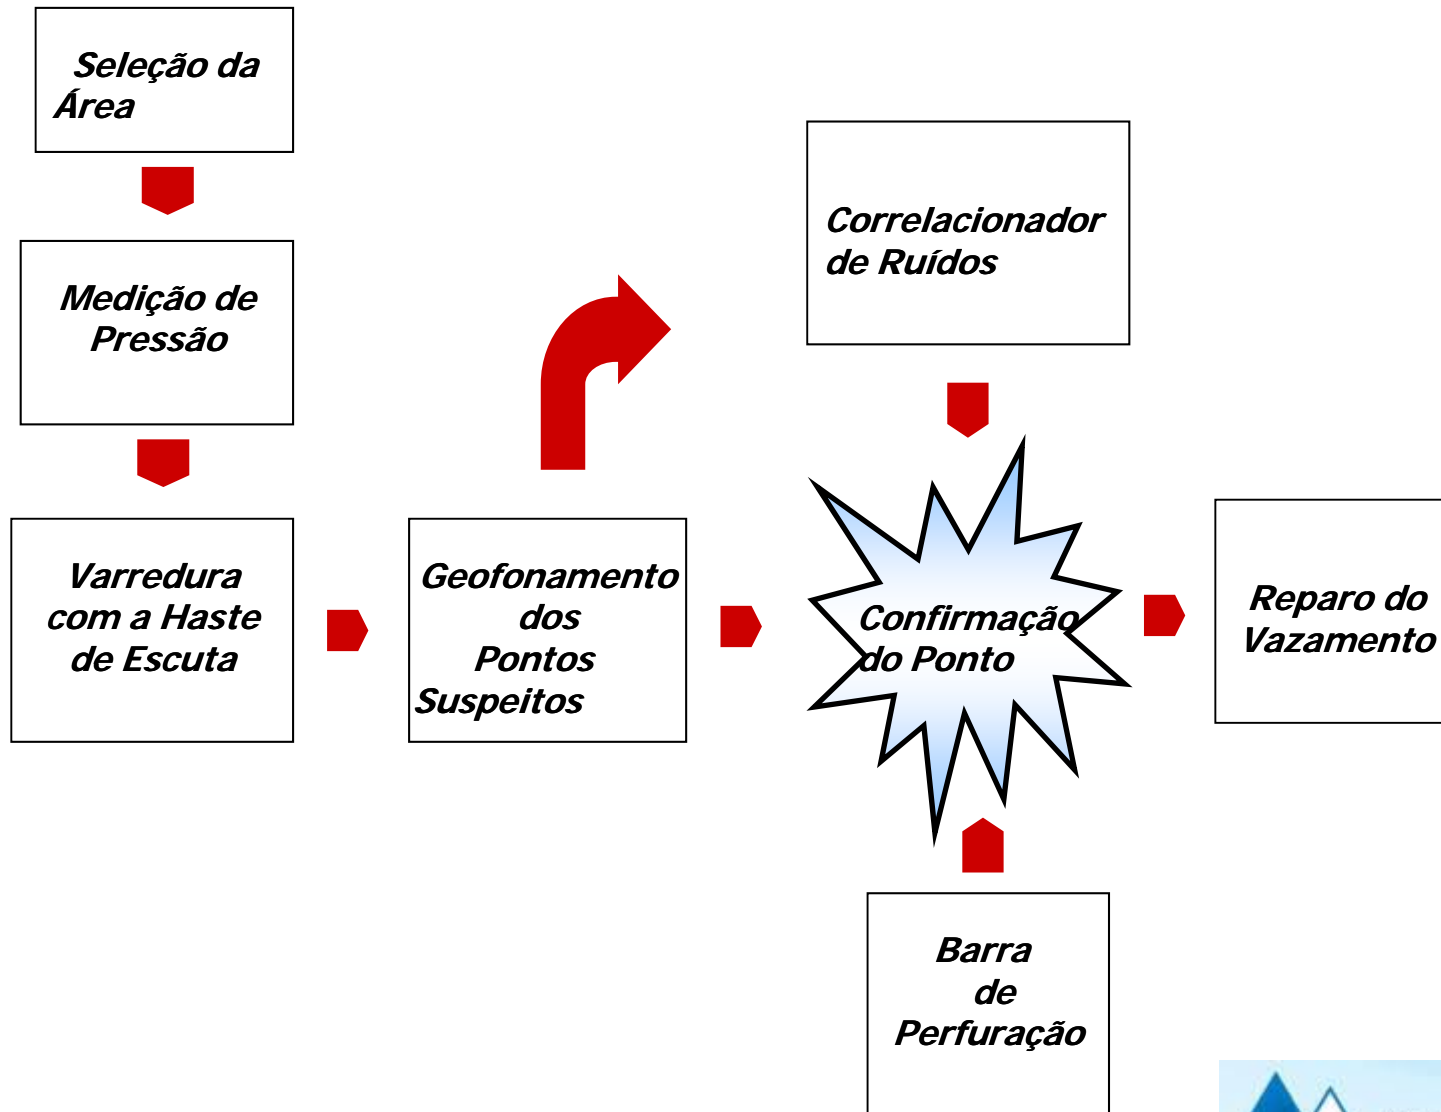 Seleção da
Área
Medição de
Pressão
Varredura
com a Haste
de Escuta
Geofonamento
dos
Pontos
Suspeitos
Correlacionador
de Ruídos
Confirmação
do Ponto
Barra
de
Perfuração
Reparo do
Vazamento